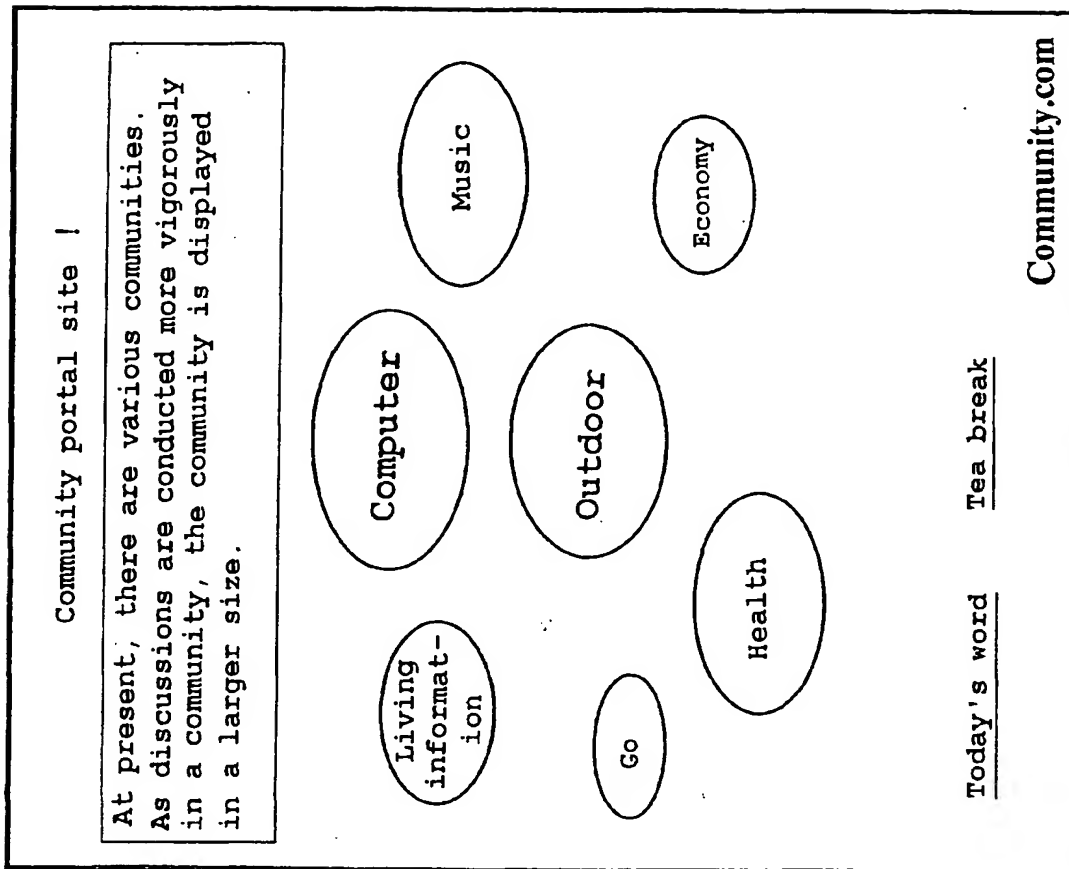 Community portal site !
At present, there are various communities.
As discussions are conducted more vigorously
in a community, the community is displayed
in a larger size.
Computer
Living
informat-
ion
Music
Outdoor
Go
Economy
Health
Today's word
Tea break
Community.com